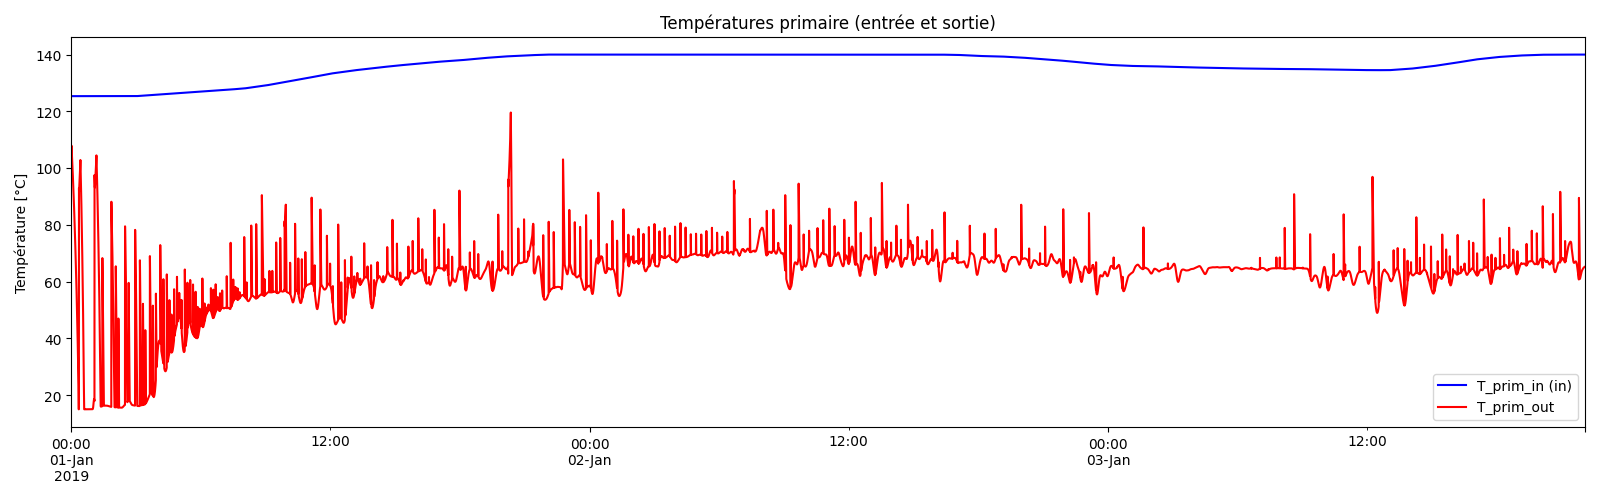 Températures primaire (entrée et sortie)
Température [°C]
140
120
100
80
60
40
20
00:00
01-Jan
2019
12:00
00:00
02-Jan
12:00
00:00
03-Jan
12:00
T_prim_in (in)
T_prim_out